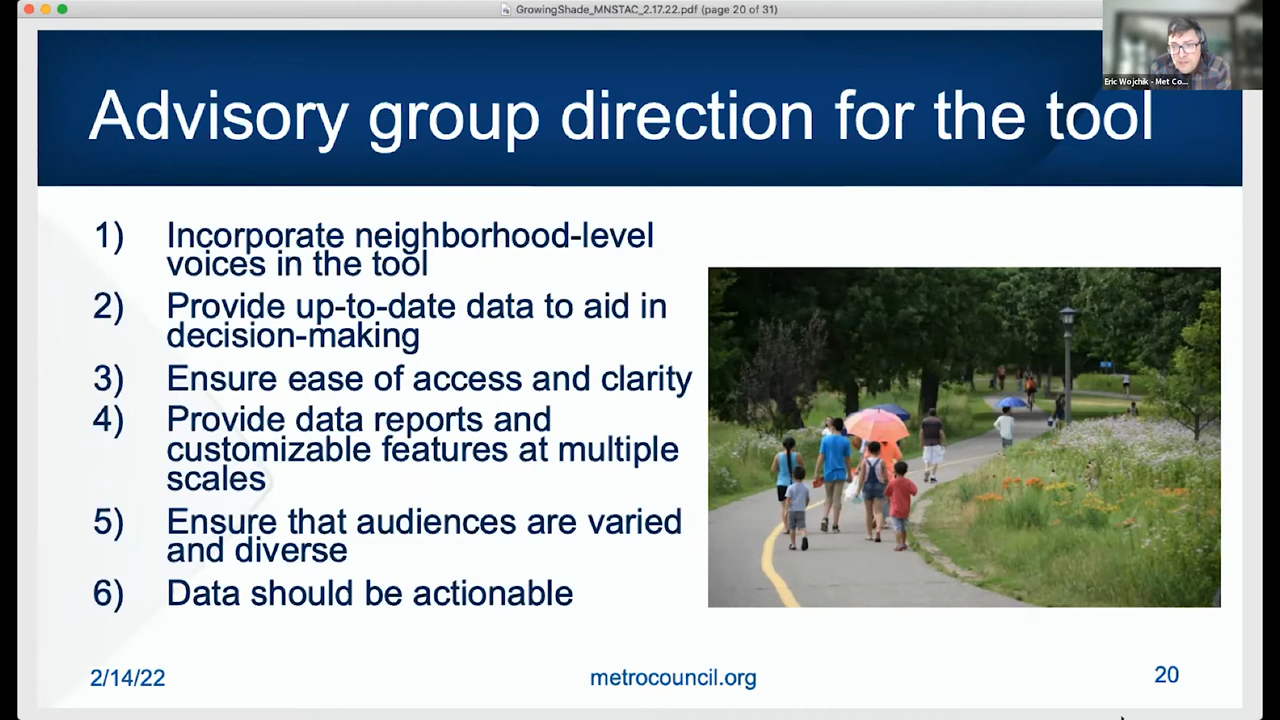 GrowingShade_MNSTAC_2.17.22.pdf (page 20 of 31)
Eric Wojchik - Met Co...
Advisory group direction for the tool
1) Incorporate neighborhood-level
voices in the tool
2) Provide up-to-date data to aid in
decision-making
3) Ensure ease of access and clarity
4) Provide data reports and
customizable features at multiple
scales
5) Ensure that audiences are varied
and diverse
6) Data should be actionable
2/14/22
metrocouncil.org
20